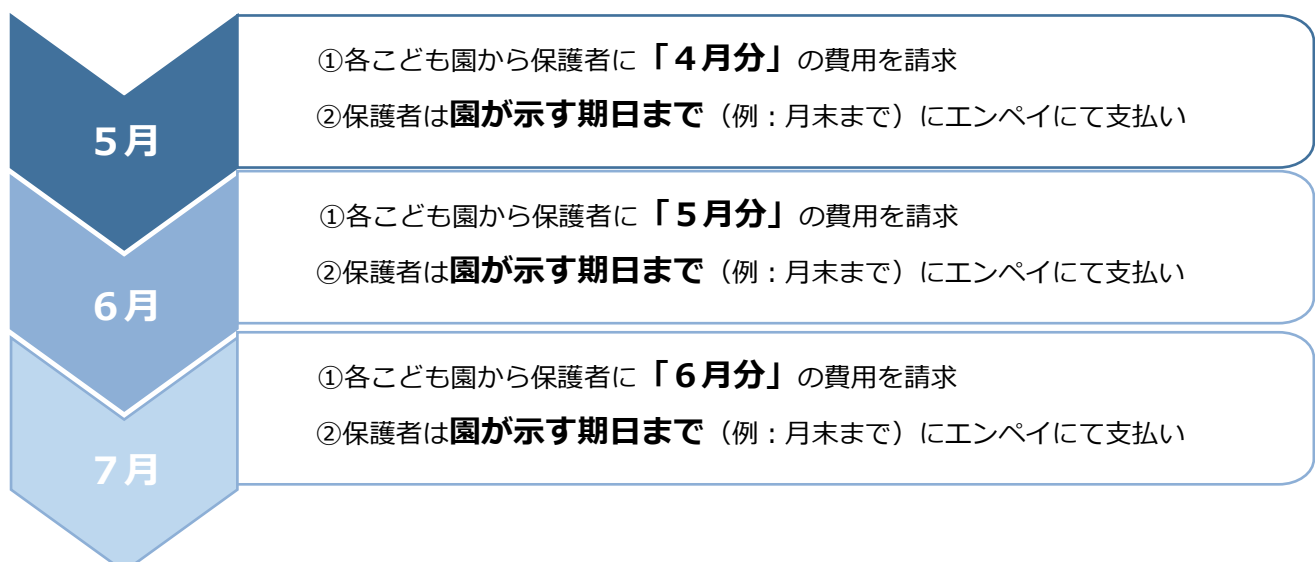 5月
①各こども園から保護者に「４月分」の費用を請求
②保護者は園が示す期日まで（例：月末まで）にエンペイにて支払い
6月
①各こども園から保護者に「５月分」の費用を請求
②保護者は園が示す期日まで（例：月末まで）にエンペイにて支払い
7月
①各こども園から保護者に「６月分」の費用を請求
②保護者は園が示す期日まで（例：月末まで）にエンペイにて支払い